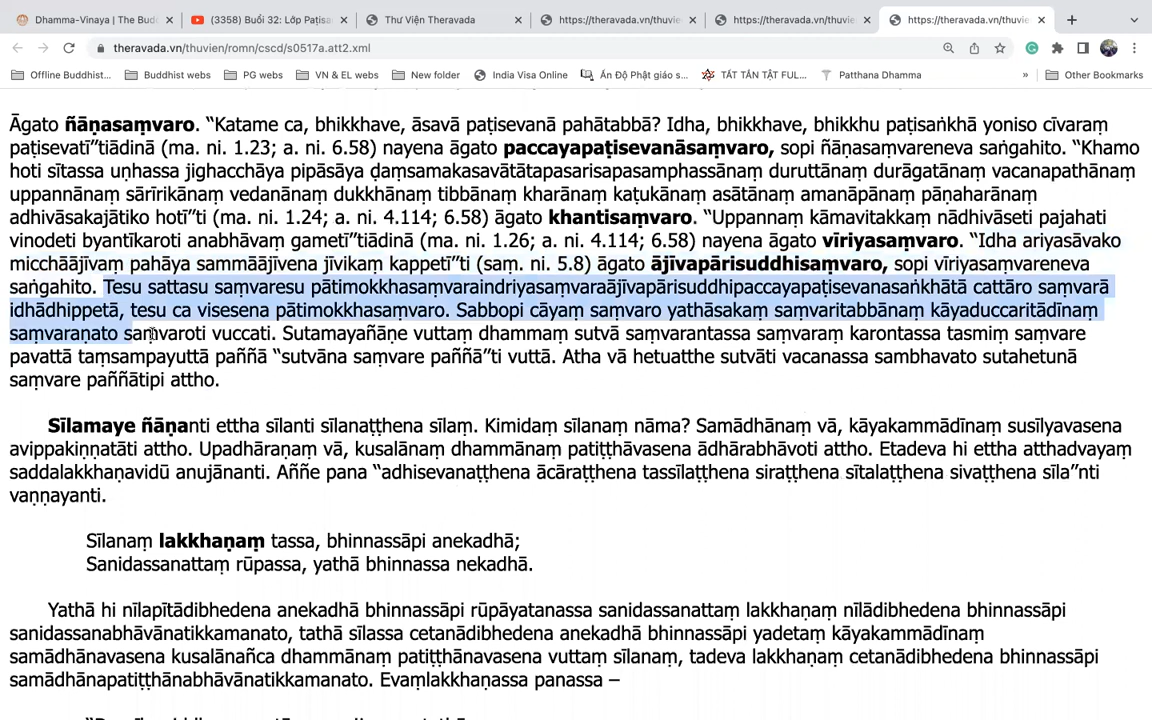 Dhamma-Vinaya | The Bud
(3358) Buổi 32: Lớp Paṭisa
Thư Viện Theravada
https://theravada.vn/thuvie
https://theravada.vn/thuvie
https://theravada.vn/thuvie
theravada.vn/thuvien/romn/cscd/s0517a.att2.xml
Offline Buddhist...
Buddhist webs
PG webs
VN & EL webs
New folder
India Visa Online
Ấn Độ Phật giáo s...
TẤT TẦN TẬT FUL...
Patthana Dhamma
»
Other Bookmarks
Āgato ñāṇasaṃvaro. “Katame ca, bhikkhave, āsavā paṭisevanā pahātabbā? Idha, bhikkhave, bhikkhu paṭisaṅkhā yoniso cīvaraṃ
paṭisevatī”tiādinā (ma. ni. 1.23; a. ni. 6.58) nayena āgato paccayapaṭisevanāsaṃvaro, sopi ñāṇasaṃvareneva saṅgahito. “Khamo
hoti sītassa uṇhassa jighacchāya pipāsāya ḍaṃsamakasavātātapasarīsapasamphassānaṃ duruttānaṃ durāgatānaṃ vacanapathānaṃ
uppannānaṃ sārīrikānaṃ vedanānaṃ dukkhānaṃ tibbānaṃ kharānaṃ kaṭukānaṃ asātānaṃ amanāpānaṃ pāṇaharānaṃ
adhivāsakajātiko hotī”ti (ma. ni. 1.24; a. ni. 4.114; 6.58) āgato khantisaṃvaro. “Uppannaṃ kāmavitakkaṃ nādhivāseti pajahati
vinodeti byantīkaroti anabhāvaṃ gametī”tiādinā (ma. ni. 1.26; a. ni. 4.114; 6.58) nayena āgato vīriyasaṃvaro. “Idha ariyasāvako
micchāājīvaṃ pahāya sammāājīvena jīvikaṃ kappetī”ti (saṃ. ni. 5.8) āgato ājīvapārisuddhisaṃvaro, sopi vīriyasaṃvareneva
saṅgahito. Tesu sattasu saṃvaresu pātimokkhasaṃvaraindriyasaṃvaraājīvapārisuddhipaccayapaṭisevanasaṅkhātā cattāro saṃvarā
idhādhippetā, tesu ca visesena pātimokkhasaṃvaro. Sabbopi cāyaṃ saṃvaro yathāsakaṃ saṃvaritabbānaṃ kāyaduccaritādīnaṃ
saṃvaraṇato saṃvaroti vuccati. Sutamayañāṇe vuttaṃ dhammaṃ sutvā saṃvarantassa saṃvaraṃ karontassa tasmiṃ saṃvare
pavattā taṃsampayuttā paññā “sutvāna saṃvare paññā”ti vuttā. Atha vā hetuatthe sutvāti vacanassa sambhavato sutahetunā
saṃvare paññātipi attho.
Sīlamaye ñāṇanti ettha sīlanti sīlanaṭṭhena sīlaṃ. Kimidaṃ sīlanaṃ nāma? Samādhānaṃ vā, kāyakammādīnaṃ susīlyavasena
avippakiṇṇatāti attho. Upadhāraṇaṃ vā, kusalānaṃ dhammānaṃ patiṭṭhāvasena ādhārabhāvoti attho. Etadeva hi ettha atthadvayaṃ
saddalakkhaṇavidū anujānanti. Aññe pana “adhisevanaṭṭhena ācāraṭṭhena tassīlaṭṭhena siraṭṭhena sītalaṭṭhena sivaṭṭhena sīla”nti
vaṇṇayanti.
Sīlanaṃ lakkhaṇaṃ tassa, bhinnassāpi anekadhā;
Sanidassanattaṃ rūpassa, yathā bhinnassa nekadhā.
Yathā hi nīlapītādibhedena anekadhā bhinnassāpi rūpāyatanassa sanidassanattaṃ lakkhaṇaṃ nīlādibhedena bhinnassāpi
sanidassanabhāvānatikkamanato, tathā sīlassa cetanādibhedena anekadhā bhinnassāpi yadetaṃ kāyakammādīnaṃ
samādhānavasena kusalānañca dhammānaṃ patiṭṭhānavasena vuttaṃ sīlanaṃ, tadeva lakkhaṇaṃ cetanādibhedena bhinnassāpi
samādhānapatiṭṭhānabhāvānatikkamanato. Evaṃlakkhaṇassa panassa –